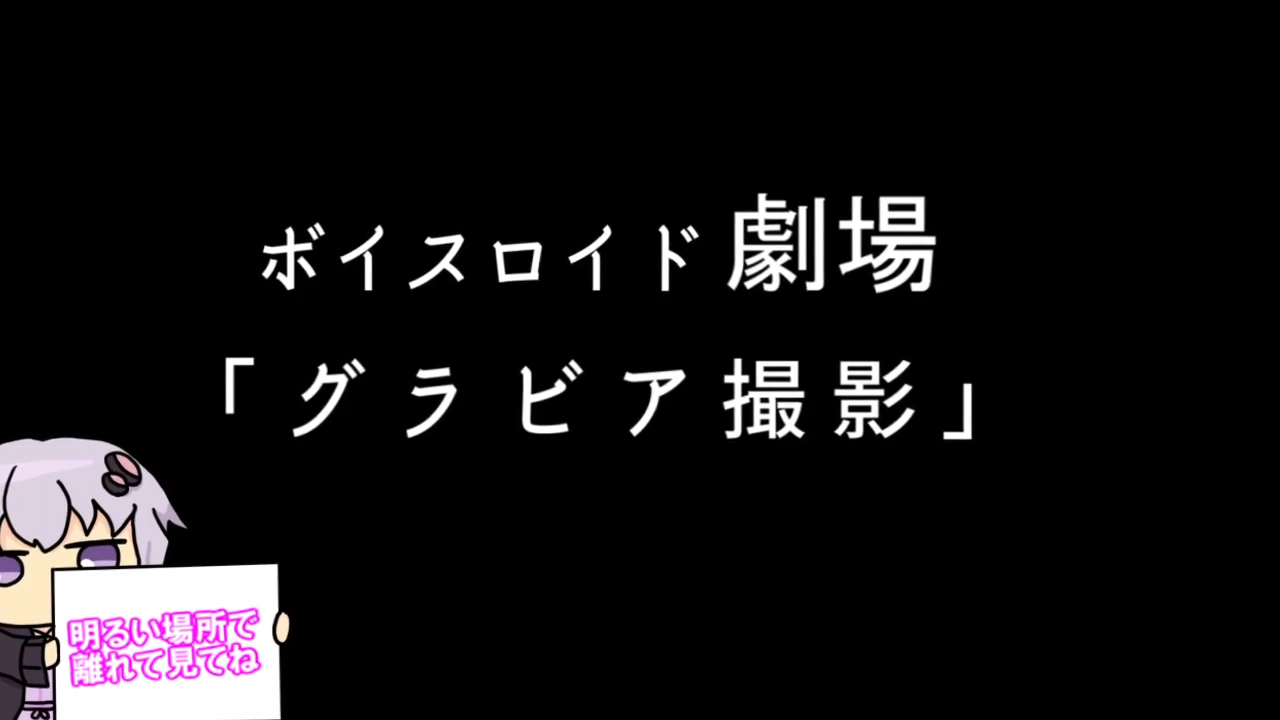 ボイスロイド劇場
「グラビア撮影」
明るい場所で
離れて見てね